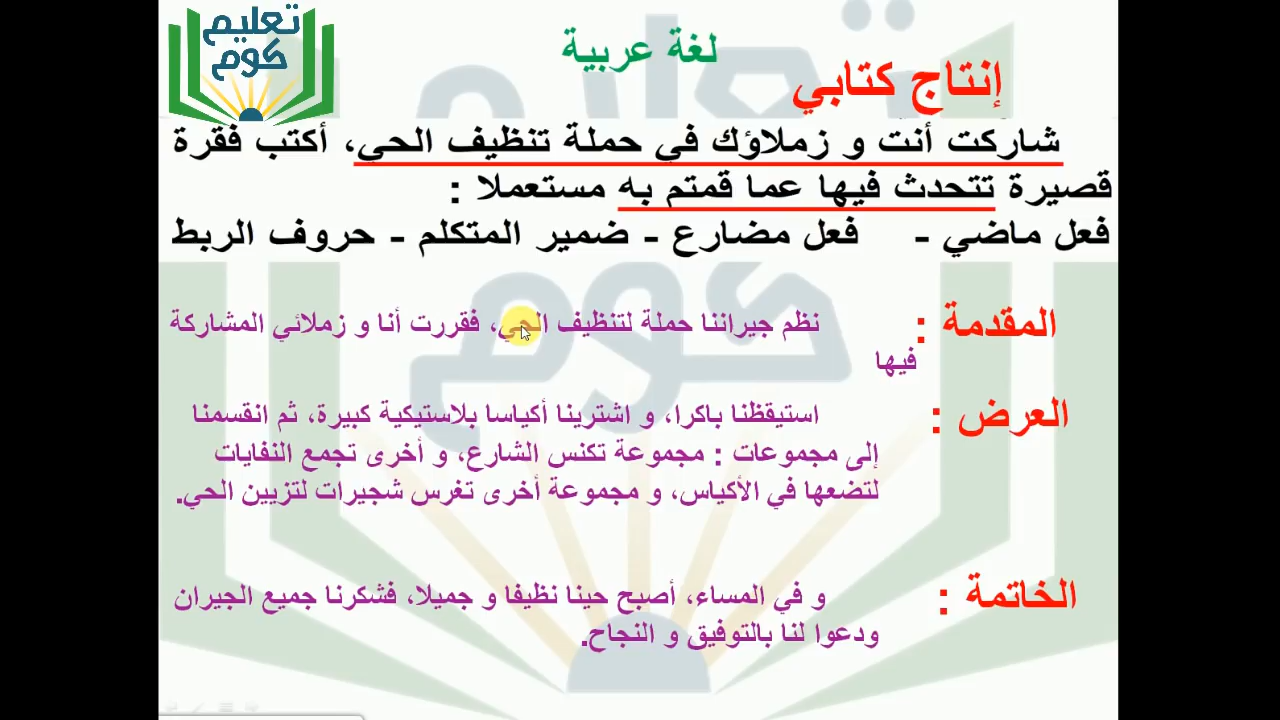 تعليم
كوم
لغة عربية
إنتاج كتابي
شاركت أنت و زملاؤك في حملة تنظيف الحي، أكتب فقرة
قصيرة تتحدث فيها عما قمتم به مستعملا :
فعل ماضي - فعل مضارع - ضمير المتكلم - حروف الربط
المقدمة : نظم جيراننا حملة لتنظيف الحي، فقررت أنا و زملائي المشاركة
فيها
العرض : استيقظنا باكرا، و اشترينا أكياسا بلاستيكية كبيرة، ثم انقسمنا
إلى مجموعات : مجموعة تكنس الشارع، و أخرى تجمع النفايات
لتضعها في الأكياس، و مجموعة أخرى تغرس شجيرات لتزيين الحي.
الخاتمة : و في المساء، أصبح حينا نظيفا و جميلا، فشكرنا جميع الجيران
ودعوا لنا بالتوفيق و النجاح.